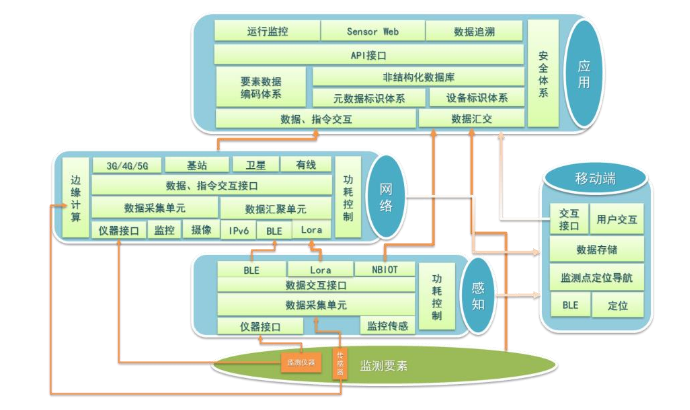 运行监控 Sensor Web 数据追溯
API接口
要素数据
编码体系
非结构化数据库
元数据标识体系 设备标识体系
数据、指令交互 数据汇交
安全体系
应用
边缘计算
3G/4G/5G 基站 卫星 有线
数据、指令交互接口
数据采集单元 数据汇聚单元
仪器接口 监控 摄像 IPv6 BLE Lora
功耗控制
网络
BLE Lora NBIOT
数据交互接口
数据采集单元
仪器接口 监控传感
功耗控制
感知
移动端
交互
接口
用户交互
数据存储
监测点定位导航
BLE 定位
监测仪器
传感器
监测要素